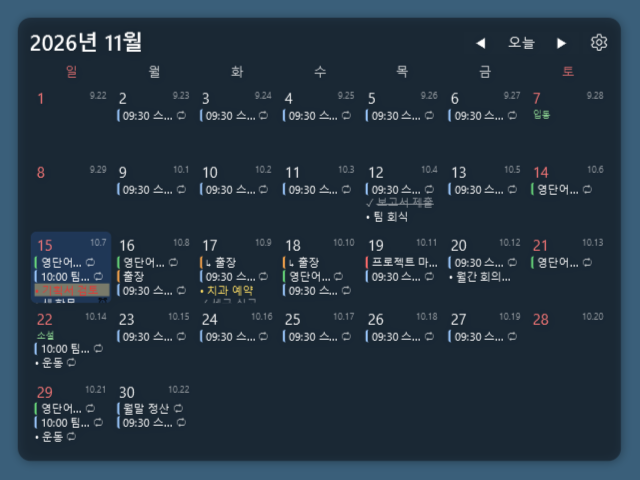 2026년 11월
◀ 오늘 ▶
일 월 화 수 목 금 토
1 9.22 2 9.23 3 9.24 4 9.25 5 9.26 6 9.27 7 9.28
09:30 스... 09:30 스... 09:30 스... 09:30 스... 09:30 스... 입동
8 9.29 9 10.1 10 10.2 11 10.3 12 10.4 13 10.5 14 10.6
09:30 스... 09:30 스... 09:30 스... 09:30 스... 09:30 스... 영단어...
✓ 보고서 제출
• 팀 회식
15 10.7 16 10.8 17 10.9 18 10.10 19 10.11 20 10.12 21 10.13
영단어... 영단어... ↳ 출장 ↳ 출장 프로젝트 마... 09:30 스... 영단어...
10:00 팀... 출장 09:30 스... 영단어... 09:30 스... • 월간 회의...
09:30 스... • 치과 예약 09:30 스...
22 10.14 23 10.15 24 10.16 25 10.17 26 10.18 27 10.19 28 10.20
소설 09:30 스... 09:30 스... 09:30 스... 09:30 스... 09:30 스...
10:00 팀...
• 운동
29 10.21 30 10.22
영단어... 월말 정산
10:00 팀... 09:30 스...
• 운동